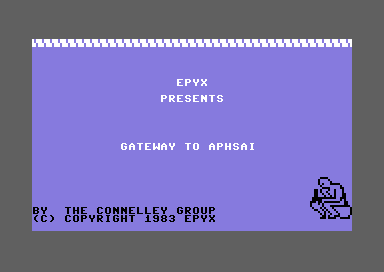 EPYX
PRESENTS
GATEWAY TO APHSAI
BY THE CONNELLEY GROUP
(C) COPYRIGHT 1983 EPYX